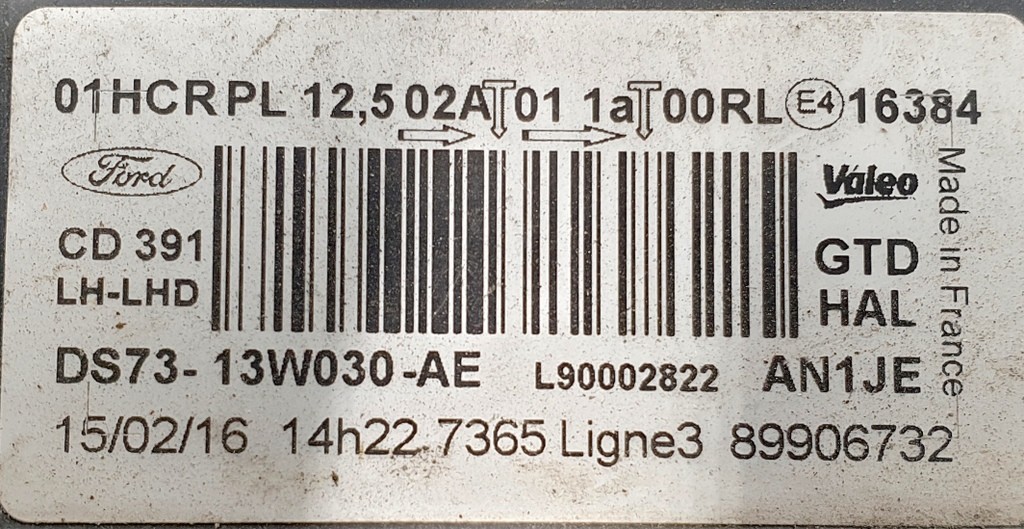 01HCR PL 12,5 02A 01 1a 00RL E4 16384
Ford
Valeo
CD 391
GTD
LH-LHD
HAL
Made in France
DS73-13W030-AE L90002822 AN1JE
15/02/16 14h22 7365 Ligne3 89906732